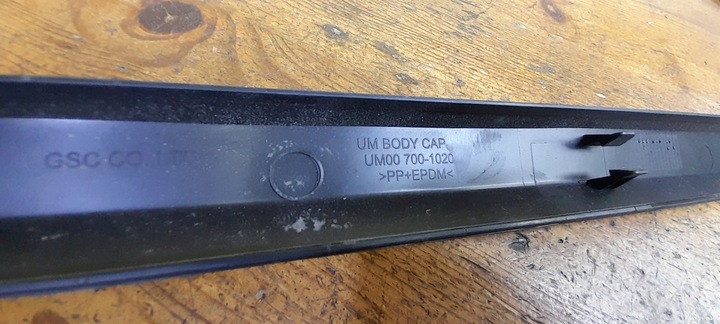 GSC CO.
UM BODY CAP
UM00 700-1020
>PP+EPDM<